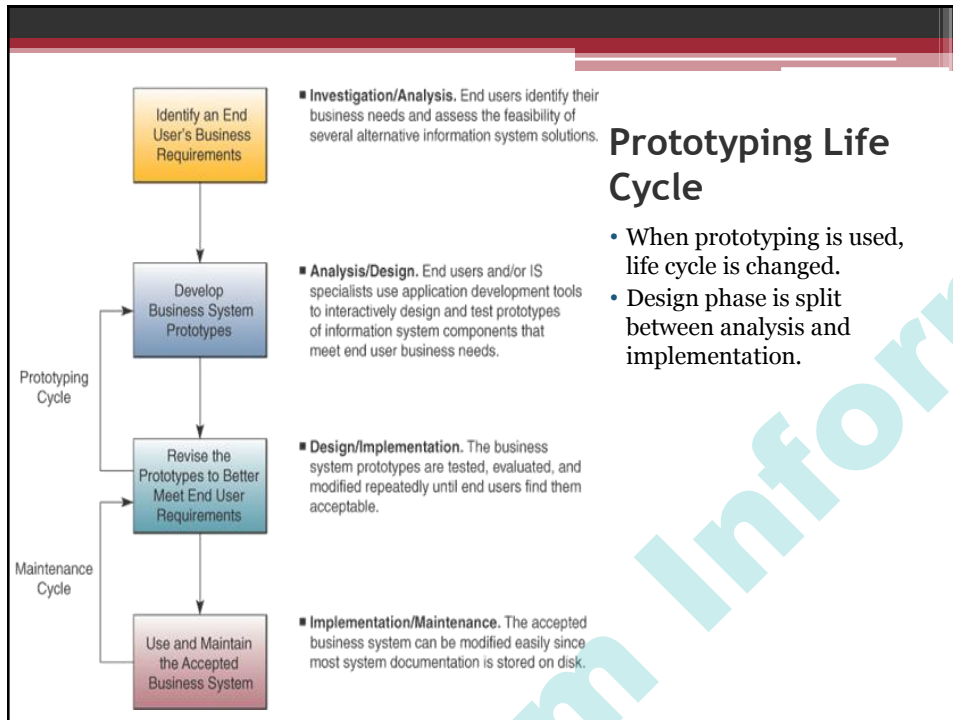 Identify an End
User's Business
Requirements
■ Investigation/Analysis. End users identify their
business needs and assess the feasibility of
several alternative information system solutions.
Prototyping Life
Cycle
• When prototyping is used,
life cycle is changed.
• Design phase is split
between analysis and
implementation.
Develop
Business System
Prototypes
■ Analysis/Design. End users and/or IS
specialists use application development tools
to interactively design and test prototypes
of information system components that
meet end user business needs.
Prototyping
Cycle
Revise the
Prototypes to Better
Meet End User
Requirements
■ Design/Implementation. The business
system prototypes are tested, evaluated, and
modified repeatedly until end users find them
acceptable.
Maintenance
Cycle
Use and Maintain
the Accepted
Business System
■ Implementation/Maintenance. The accepted
business system can be modified easily since
most system documentation is stored on disk.